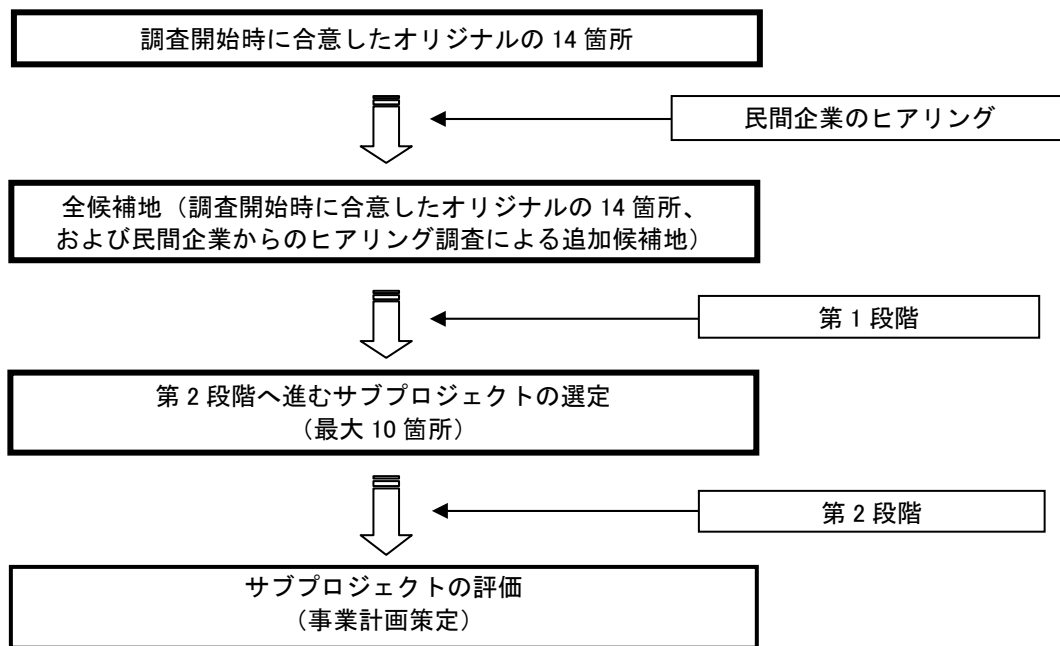 調査開始時に合意したオリジナルの 14 箇所
民間企業のヒアリング
全候補地（調査開始時に合意したオリジナルの 14 箇所、
および民間企業からのヒアリング調査による追加候補地）
第 1 段階
第 2 段階へ進むサブプロジェクトの選定
（最大 10 箇所）
第 2 段階
サブプロジェクトの評価
（事業計画策定）